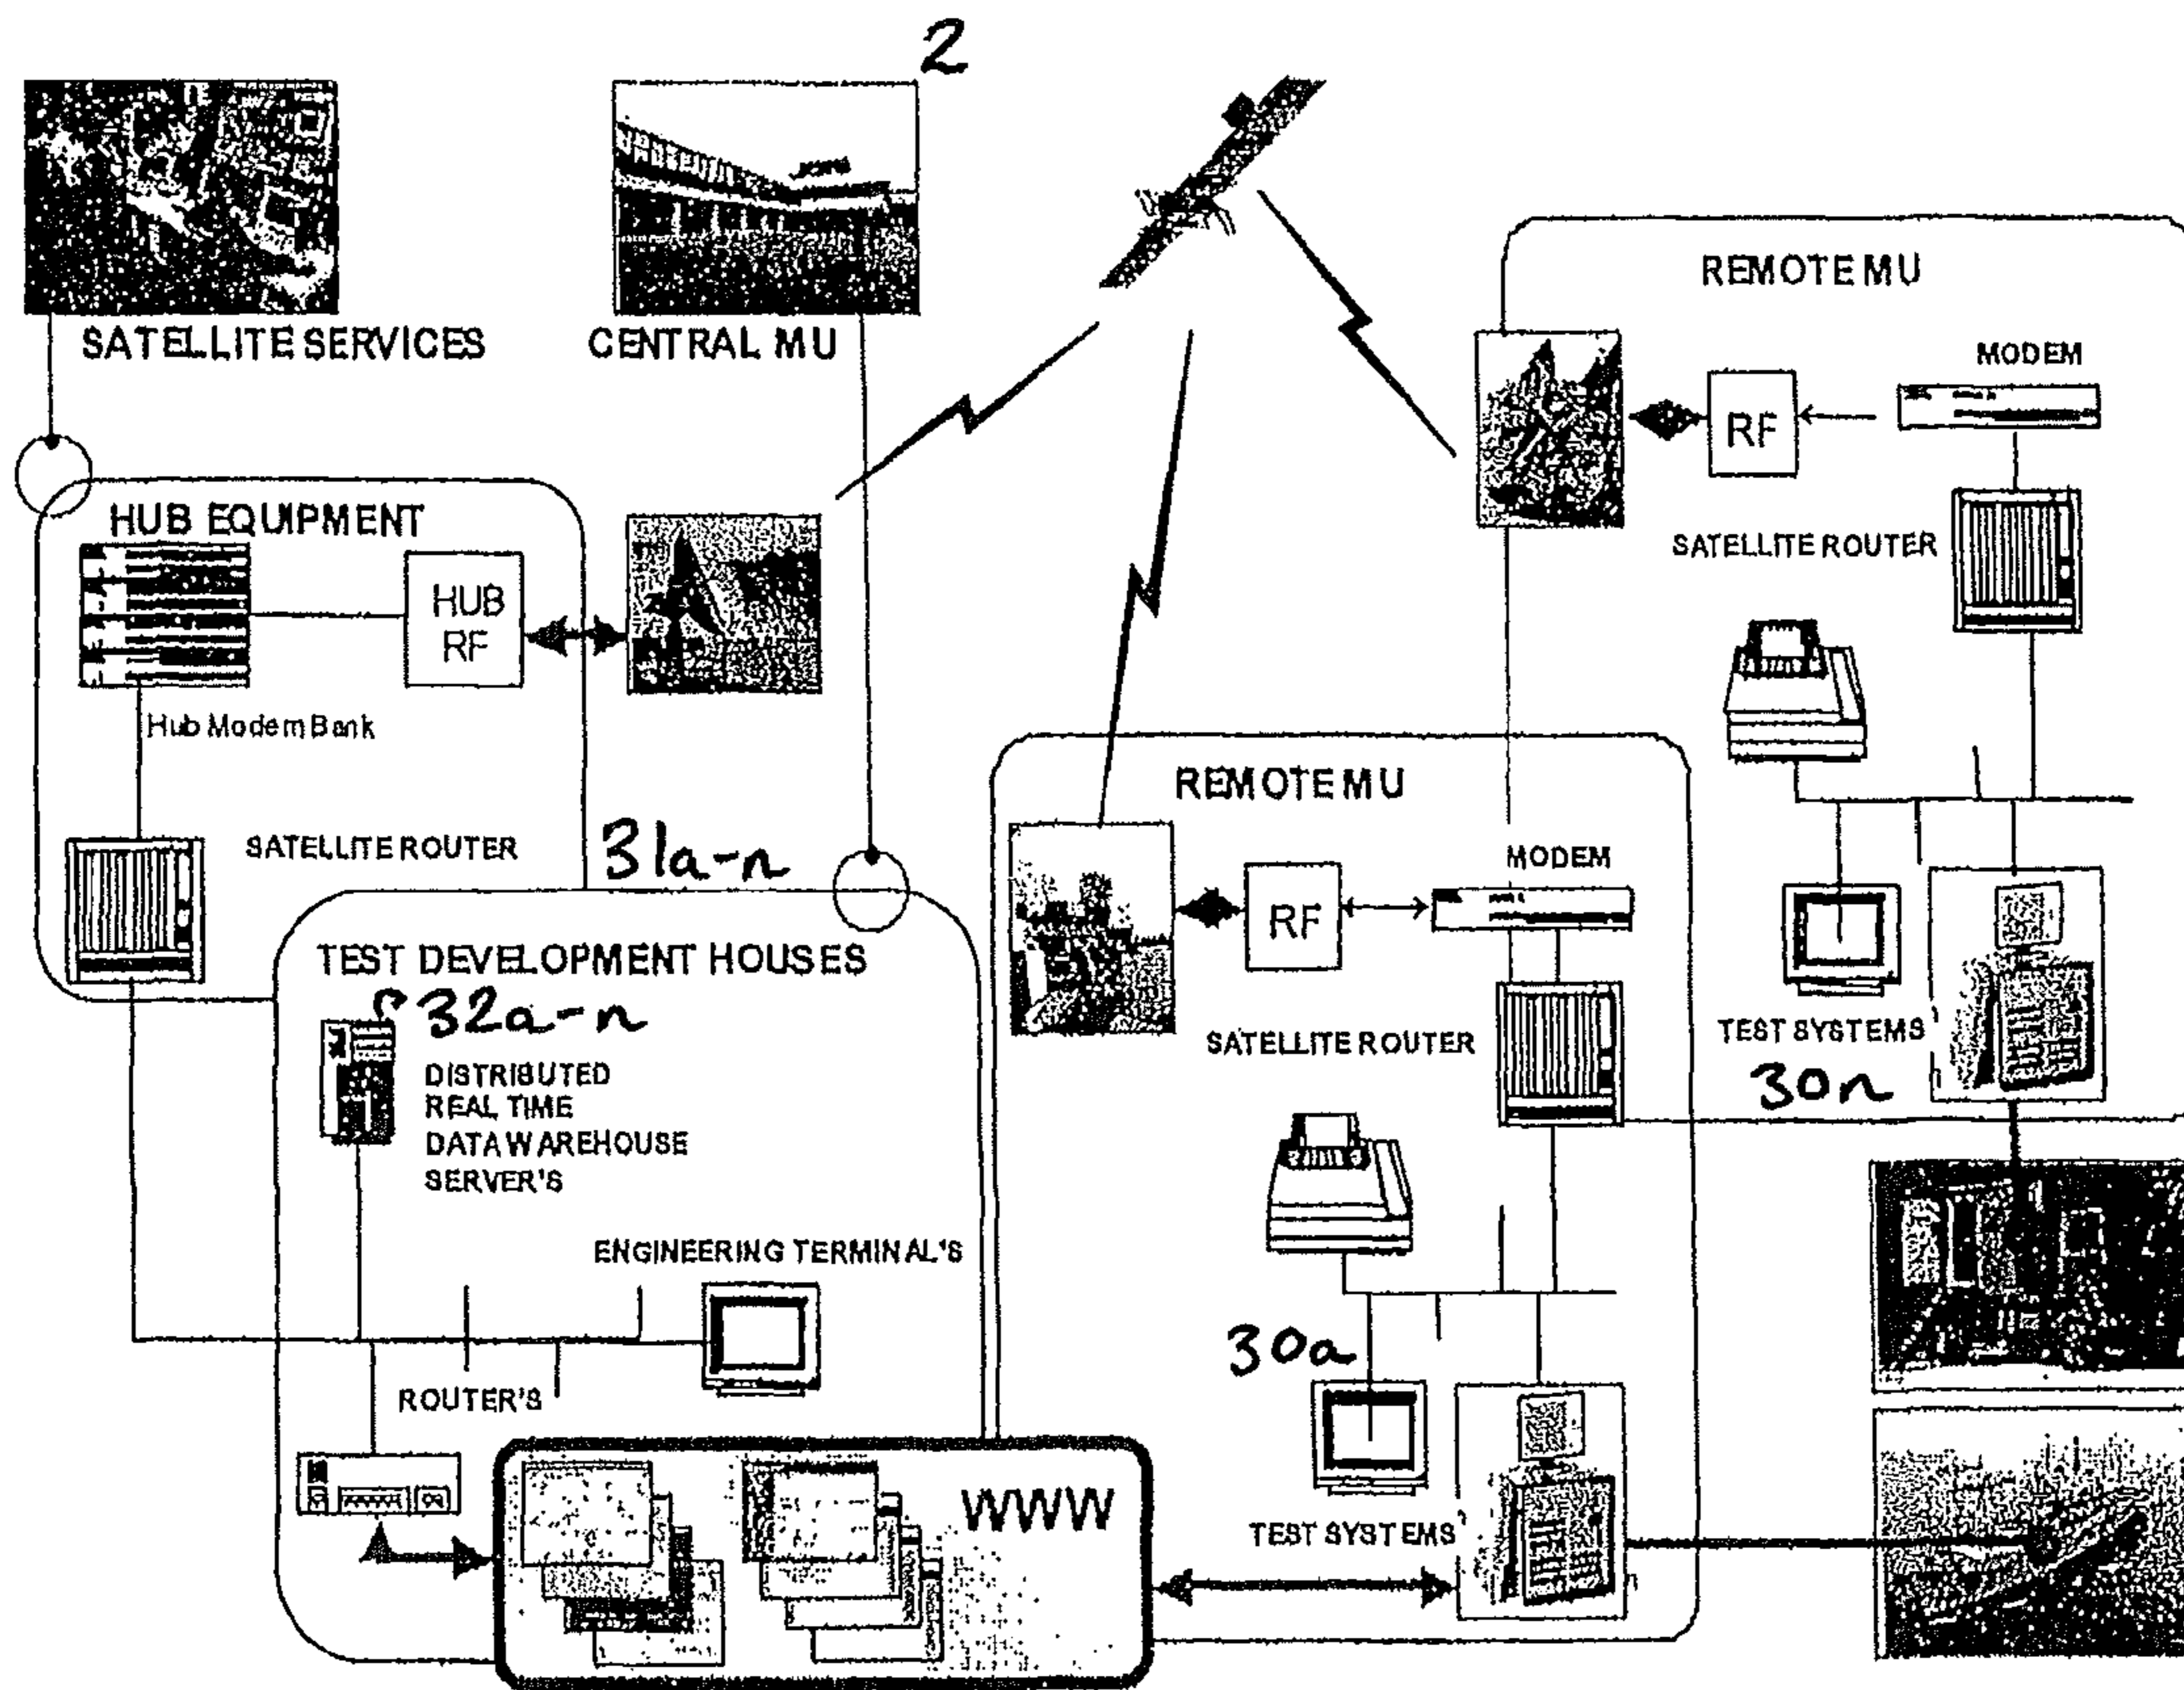 2
SATELLITE SERVICES
CENTRAL MU
REMOTE MU
MODEM
RF
SATELLITE ROUTER
HUB EQUIPMENT
HUB
RF
Hub Modem Bank
SATELLITE ROUTER
31a-n
REMOTE MU
MODEM
RF
SATELLITE ROUTER
TEST SYSTEMS
30n
TEST DEVELOPMENT HOUSES
32a-n
DISTRIBUTED
REAL TIME
DATA WAREHOUSE
SERVER'S
ENGINEERING TERMINAL'S
ROUTER'S
30a
TEST SYSTEMS
WWW